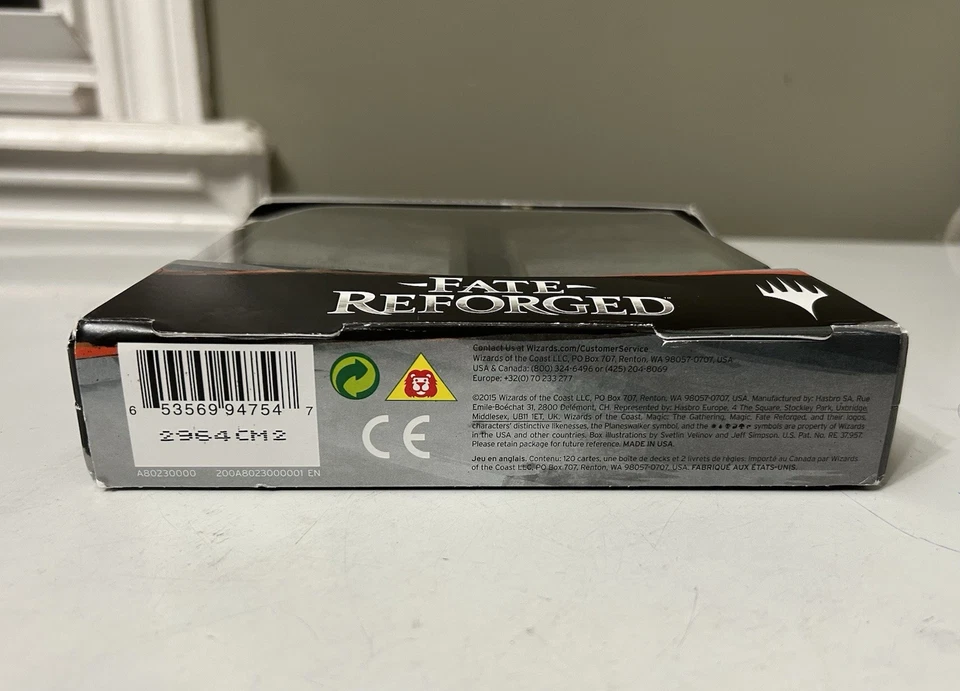 FATE
REFORGED™
6 53569 94754 7
2964CM2
A80230000 200A8023000001 EN
CE
Contact Us at Wizards.com/CustomerService
Wizards of the Coast LLC, PO Box 707, Renton, WA 98057-0707, USA
USA & Canada: (800) 324-6496 or (425) 204-8069
Europe: +32(0) 70 233 277
©2015 Wizards of the Coast LLC, PO Box 707, Renton, WA 98057-0707, USA. Manufactured by: Hasbro SA, Rue
Emile-Boéchat 31, 2800 Delémont, CH. Represented by: Hasbro Europe, 4 The Square, Stockley Park, Uxbridge,
Middlesex, UB11 1ET, UK. Wizards of the Coast, Magic: The Gathering, Magic, Fate Reforged, and their logos,
characters' distinctive likenesses, the Planeswalker symbol, and the symbols are property of Wizards
in the USA and other countries. Box illustrations by Svetlin Velinov and Jeff Simpson. U.S. Pat. No. RE 37,957.
Please retain package for future reference. MADE IN USA.
Jeu en anglais. Contenu: 120 cartes, une boîte de decks et 2 livrets de règles; Importé au Canada par Wizards
of the Coast LLC, PO Box 707, Renton, WA 98057-0707, USA. FABRIQUÉ AUX ÉTATS-UNIS.